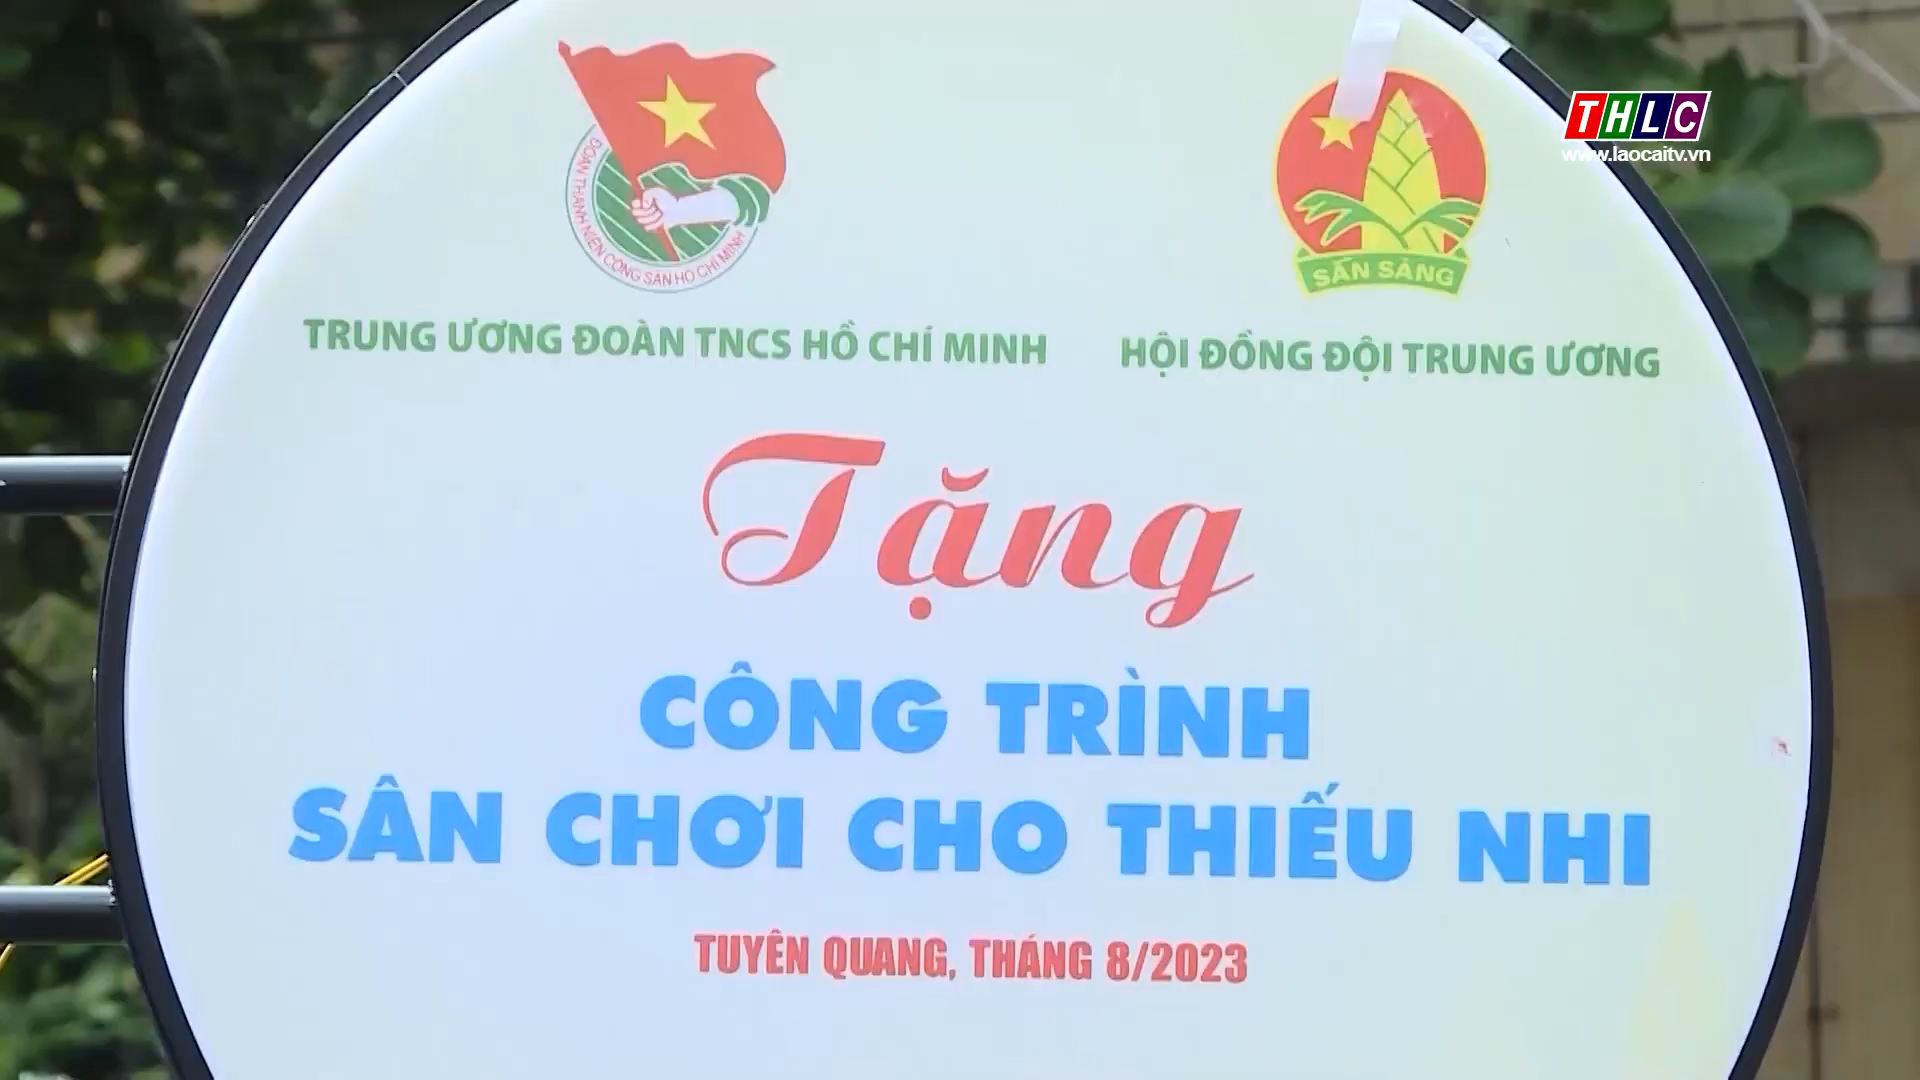 THLC
www.laocaitv.vn
ĐOÀN THANH NIÊN CỘNG SẢN HỒ CHÍ MINH
SẴN SÀNG
TRUNG ƯƠNG ĐOÀN TNCS HỒ CHÍ MINH
HỘI ĐỒNG ĐỘI TRUNG ƯƠNG
Tặng
CÔNG TRÌNH
SÂN CHƠI CHO THIẾU NHI
TUYÊN QUANG, THÁNG 8/2023